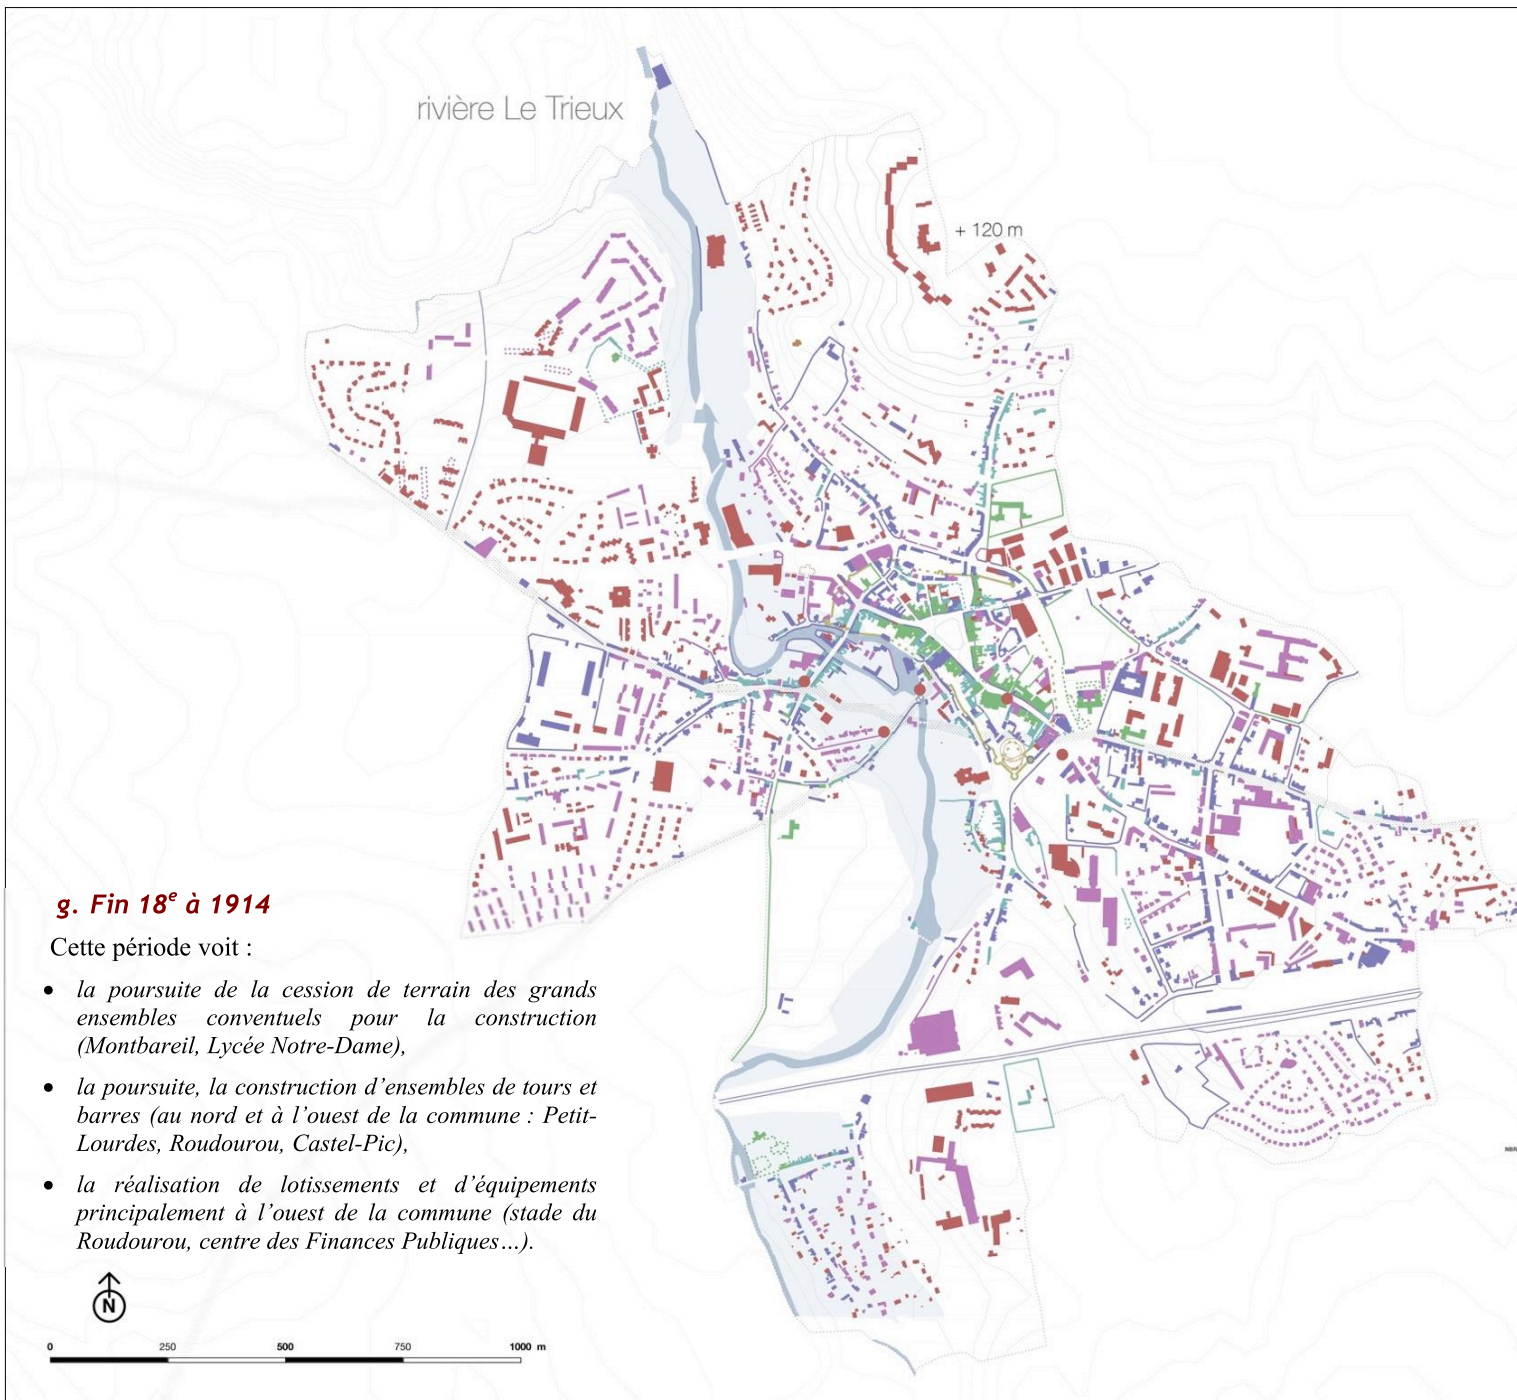 rivière Le Trieux
+ 120 m
g. Fin 18e à 1914
Cette période voit :
• la poursuite de la cession de terrain des grands
ensembles conventuels pour la construction
(Montbareil, Lycée Notre-Dame),
• la poursuite, la construction d’ensembles de tours et
barres (au nord et à l’ouest de la commune : Petit-
Lourdes, Roudourou, Castel-Pic),
• la réalisation de lotissements et d’équipements
principalement à l’ouest de la commune (stade du
Roudourou, centre des Finances Publiques…).
NBR
N
0 250 500 750 1000 m